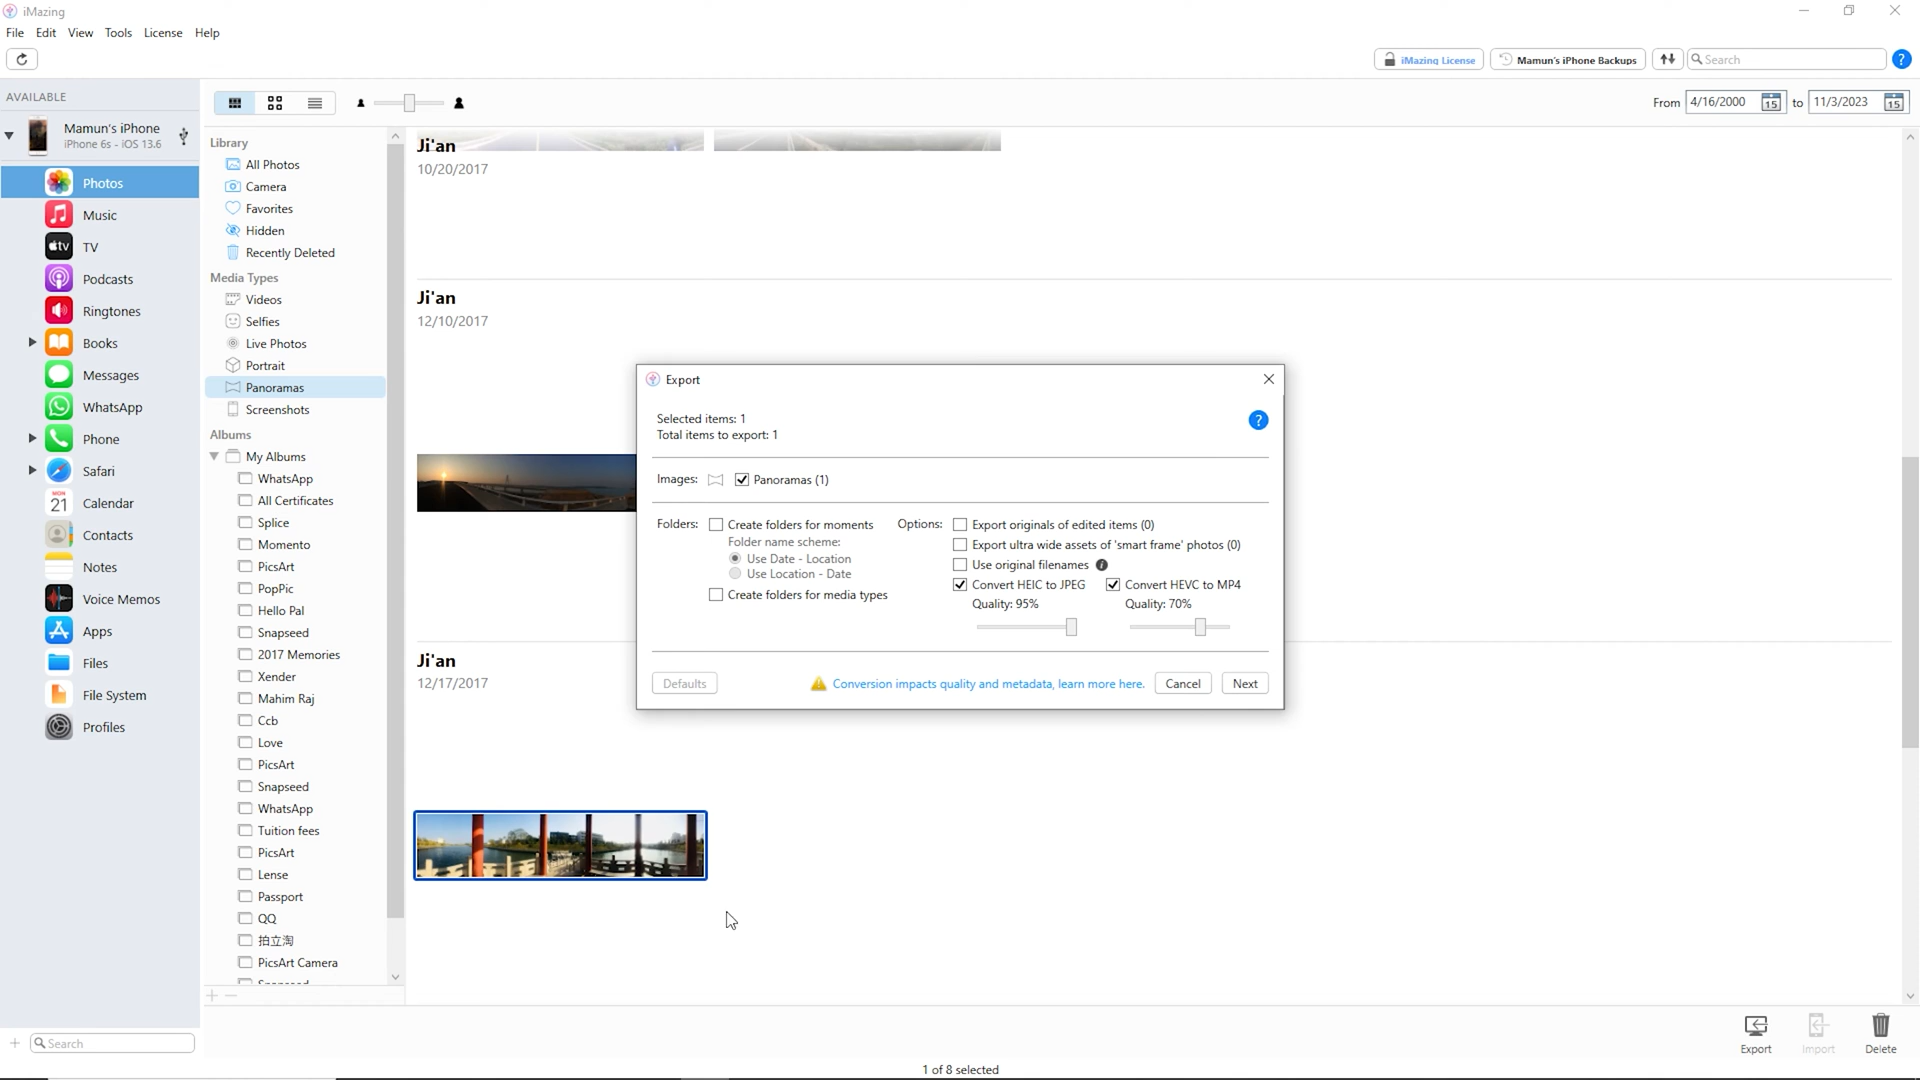 iMazing
File Edit View Tools License Help
iMazing License
Mamun's iPhone Backups
Search
?
AVAILABLE
Mamun's iPhone
iPhone 6s - iOS 13.6
From 4/16/2000 15 to 11/3/2023 15
Photos
Music
tv TV
Podcasts
Ringtones
Books
Messages
WhatsApp
Phone
Safari
MON 21 Calendar
Contacts
Notes
Voice Memos
Apps
Files
File System
Profiles
Search
Library
All Photos
Camera
Favorites
Hidden
Recently Deleted
Media Types
Videos
Selfies
Live Photos
Portrait
Panoramas
Screenshots
Albums
My Albums
WhatsApp
All Certificates
Splice
Momento
PicsArt
PopPic
Hello Pal
Snapseed
2017 Memories
Xender
Mahim Raj
Ccb
Love
PicsArt
Snapseed
WhatsApp
Tuition fees
PicsArt
Lense
Passport
QQ
拍立淘
PicsArt Camera
Ji'an
10/20/2017
Ji'an
12/10/2017
Ji'an
12/17/2017
Export
Selected items: 1
Total items to export: 1
?
Images: Panoramas (1)
Folders: Create folders for moments
Folder name scheme:
Use Date - Location
Use Location - Date
Create folders for media types
Options: Export originals of edited items (0)
Export ultra wide assets of 'smart frame' photos (0)
Use original filenames
Convert HEIC to JPEG
Quality: 95%
Convert HEVC to MP4
Quality: 70%
Defaults
Conversion impacts quality and metadata, learn more here.
Cancel
Next
Export
Import
Delete
1 of 8 selected